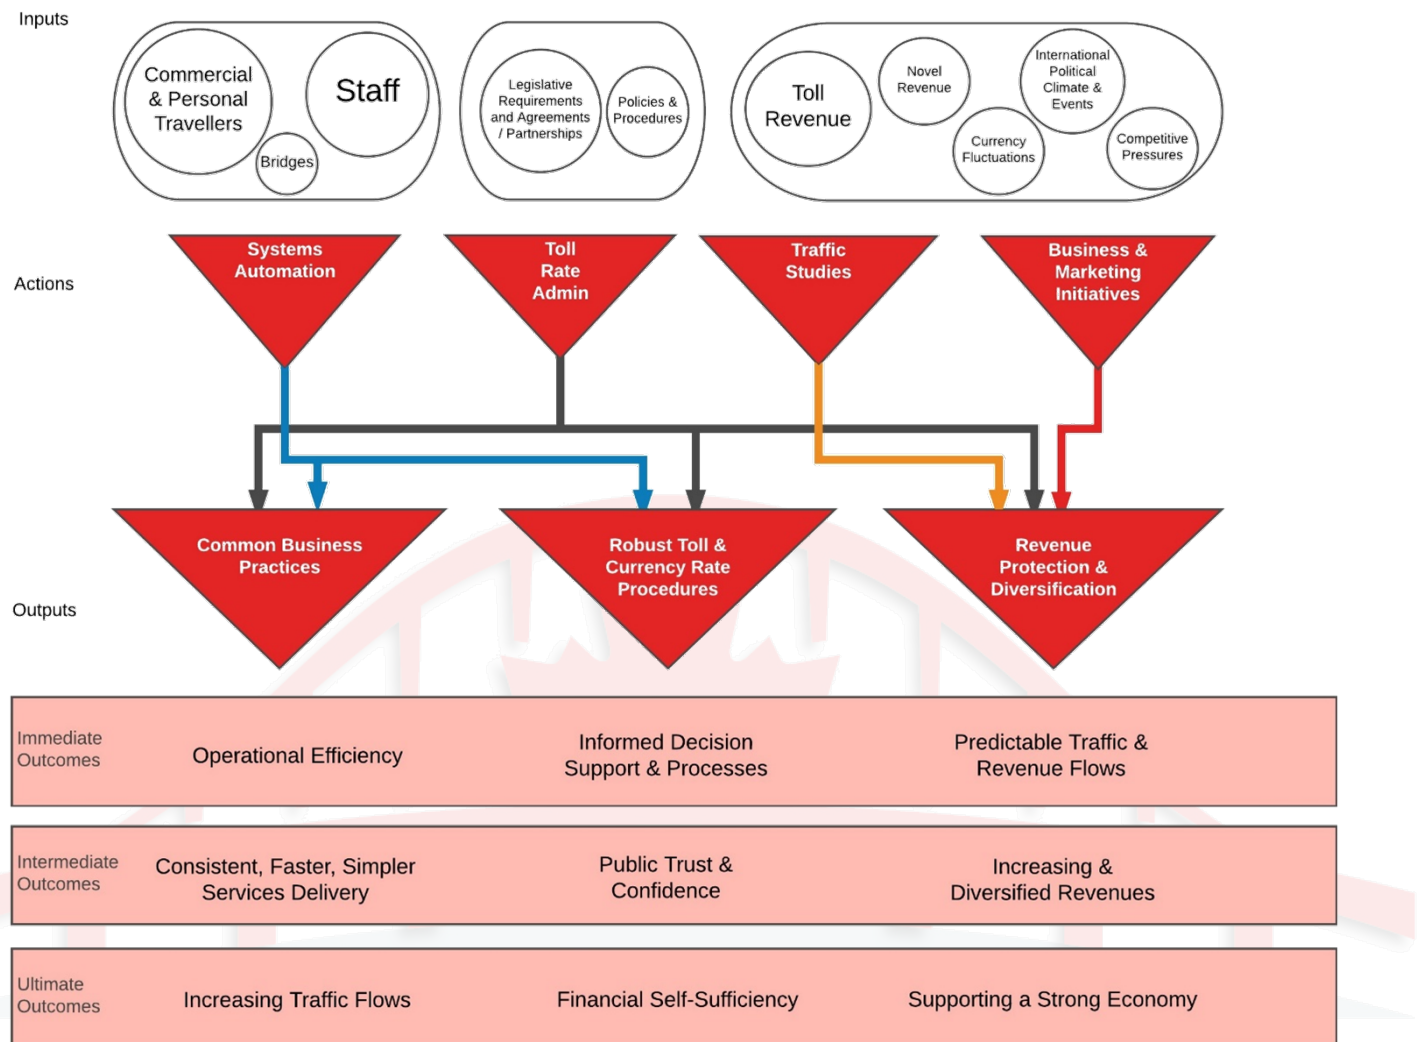 Inputs
Commercial
& Personal
Travellers
Staff
Bridges
Legislative
Requirements
and Agreements
/ Partnerships
Policies &
Procedures
Toll
Revenue
Novel
Revenue
International
Political
Climate &
Events
Currency
Fluctuations
Competitive
Pressures
Actions
Systems
Automation
Toll
Rate
Admin
Traffic
Studies
Business &
Marketing
Initiatives
Outputs
Common Business
Practices
Robust Toll &
Currency Rate
Procedures
Revenue
Protection &
Diversification
Immediate
Outcomes
Operational Efficiency
Informed Decision
Support & Processes
Predictable Traffic &
Revenue Flows
Intermediate
Outcomes
Consistent, Faster, Simpler
Services Delivery
Public Trust &
Confidence
Increasing &
Diversified Revenues
Ultimate
Outcomes
Increasing Traffic Flows
Financial Self-Sufficiency
Supporting a Strong Economy